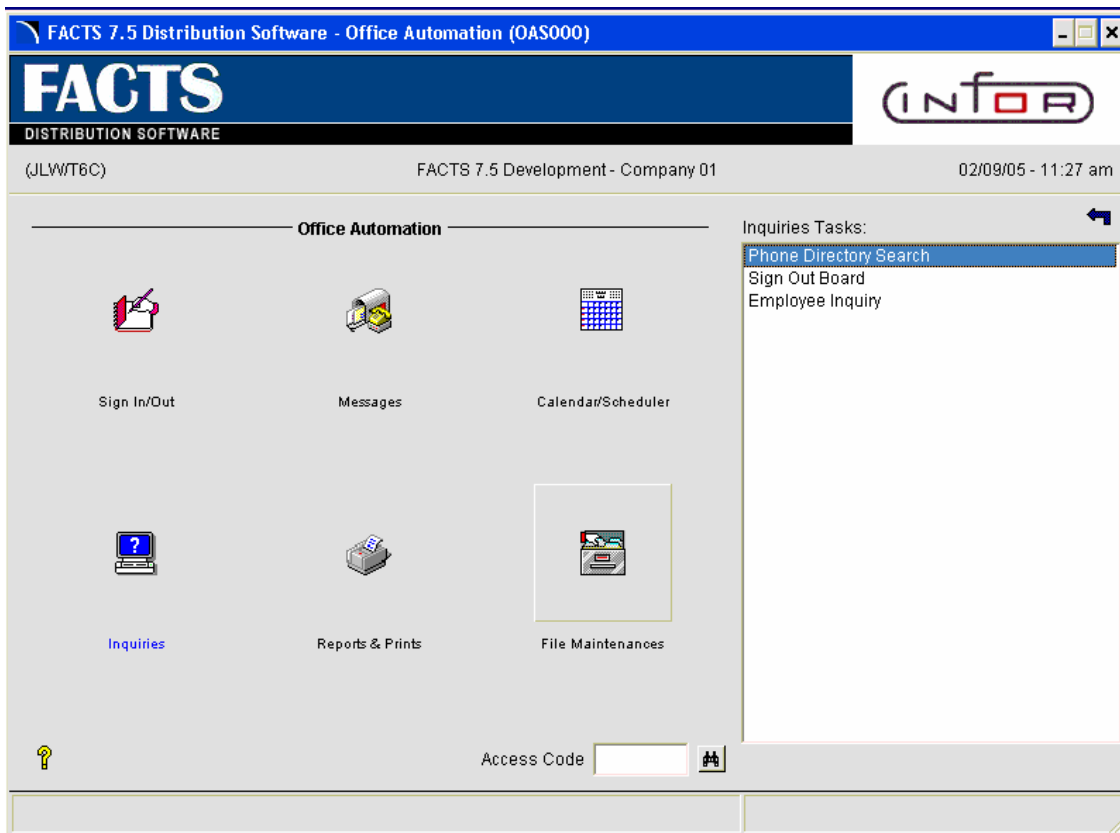 FACTS 7.5 Distribution Software - Office Automation (OAS000)
FACTS
DISTRIBUTION SOFTWARE
infor
(JLW/T6C)
FACTS 7.5 Development - Company 01
02/09/05 - 11:27 am
Office Automation
Inquiries Tasks:
Phone Directory Search
Sign Out Board
Employee Inquiry
Sign In/Out
Messages
Calendar/Scheduler
?
Inquiries
Reports & Prints
File Maintenances
?
Access Code